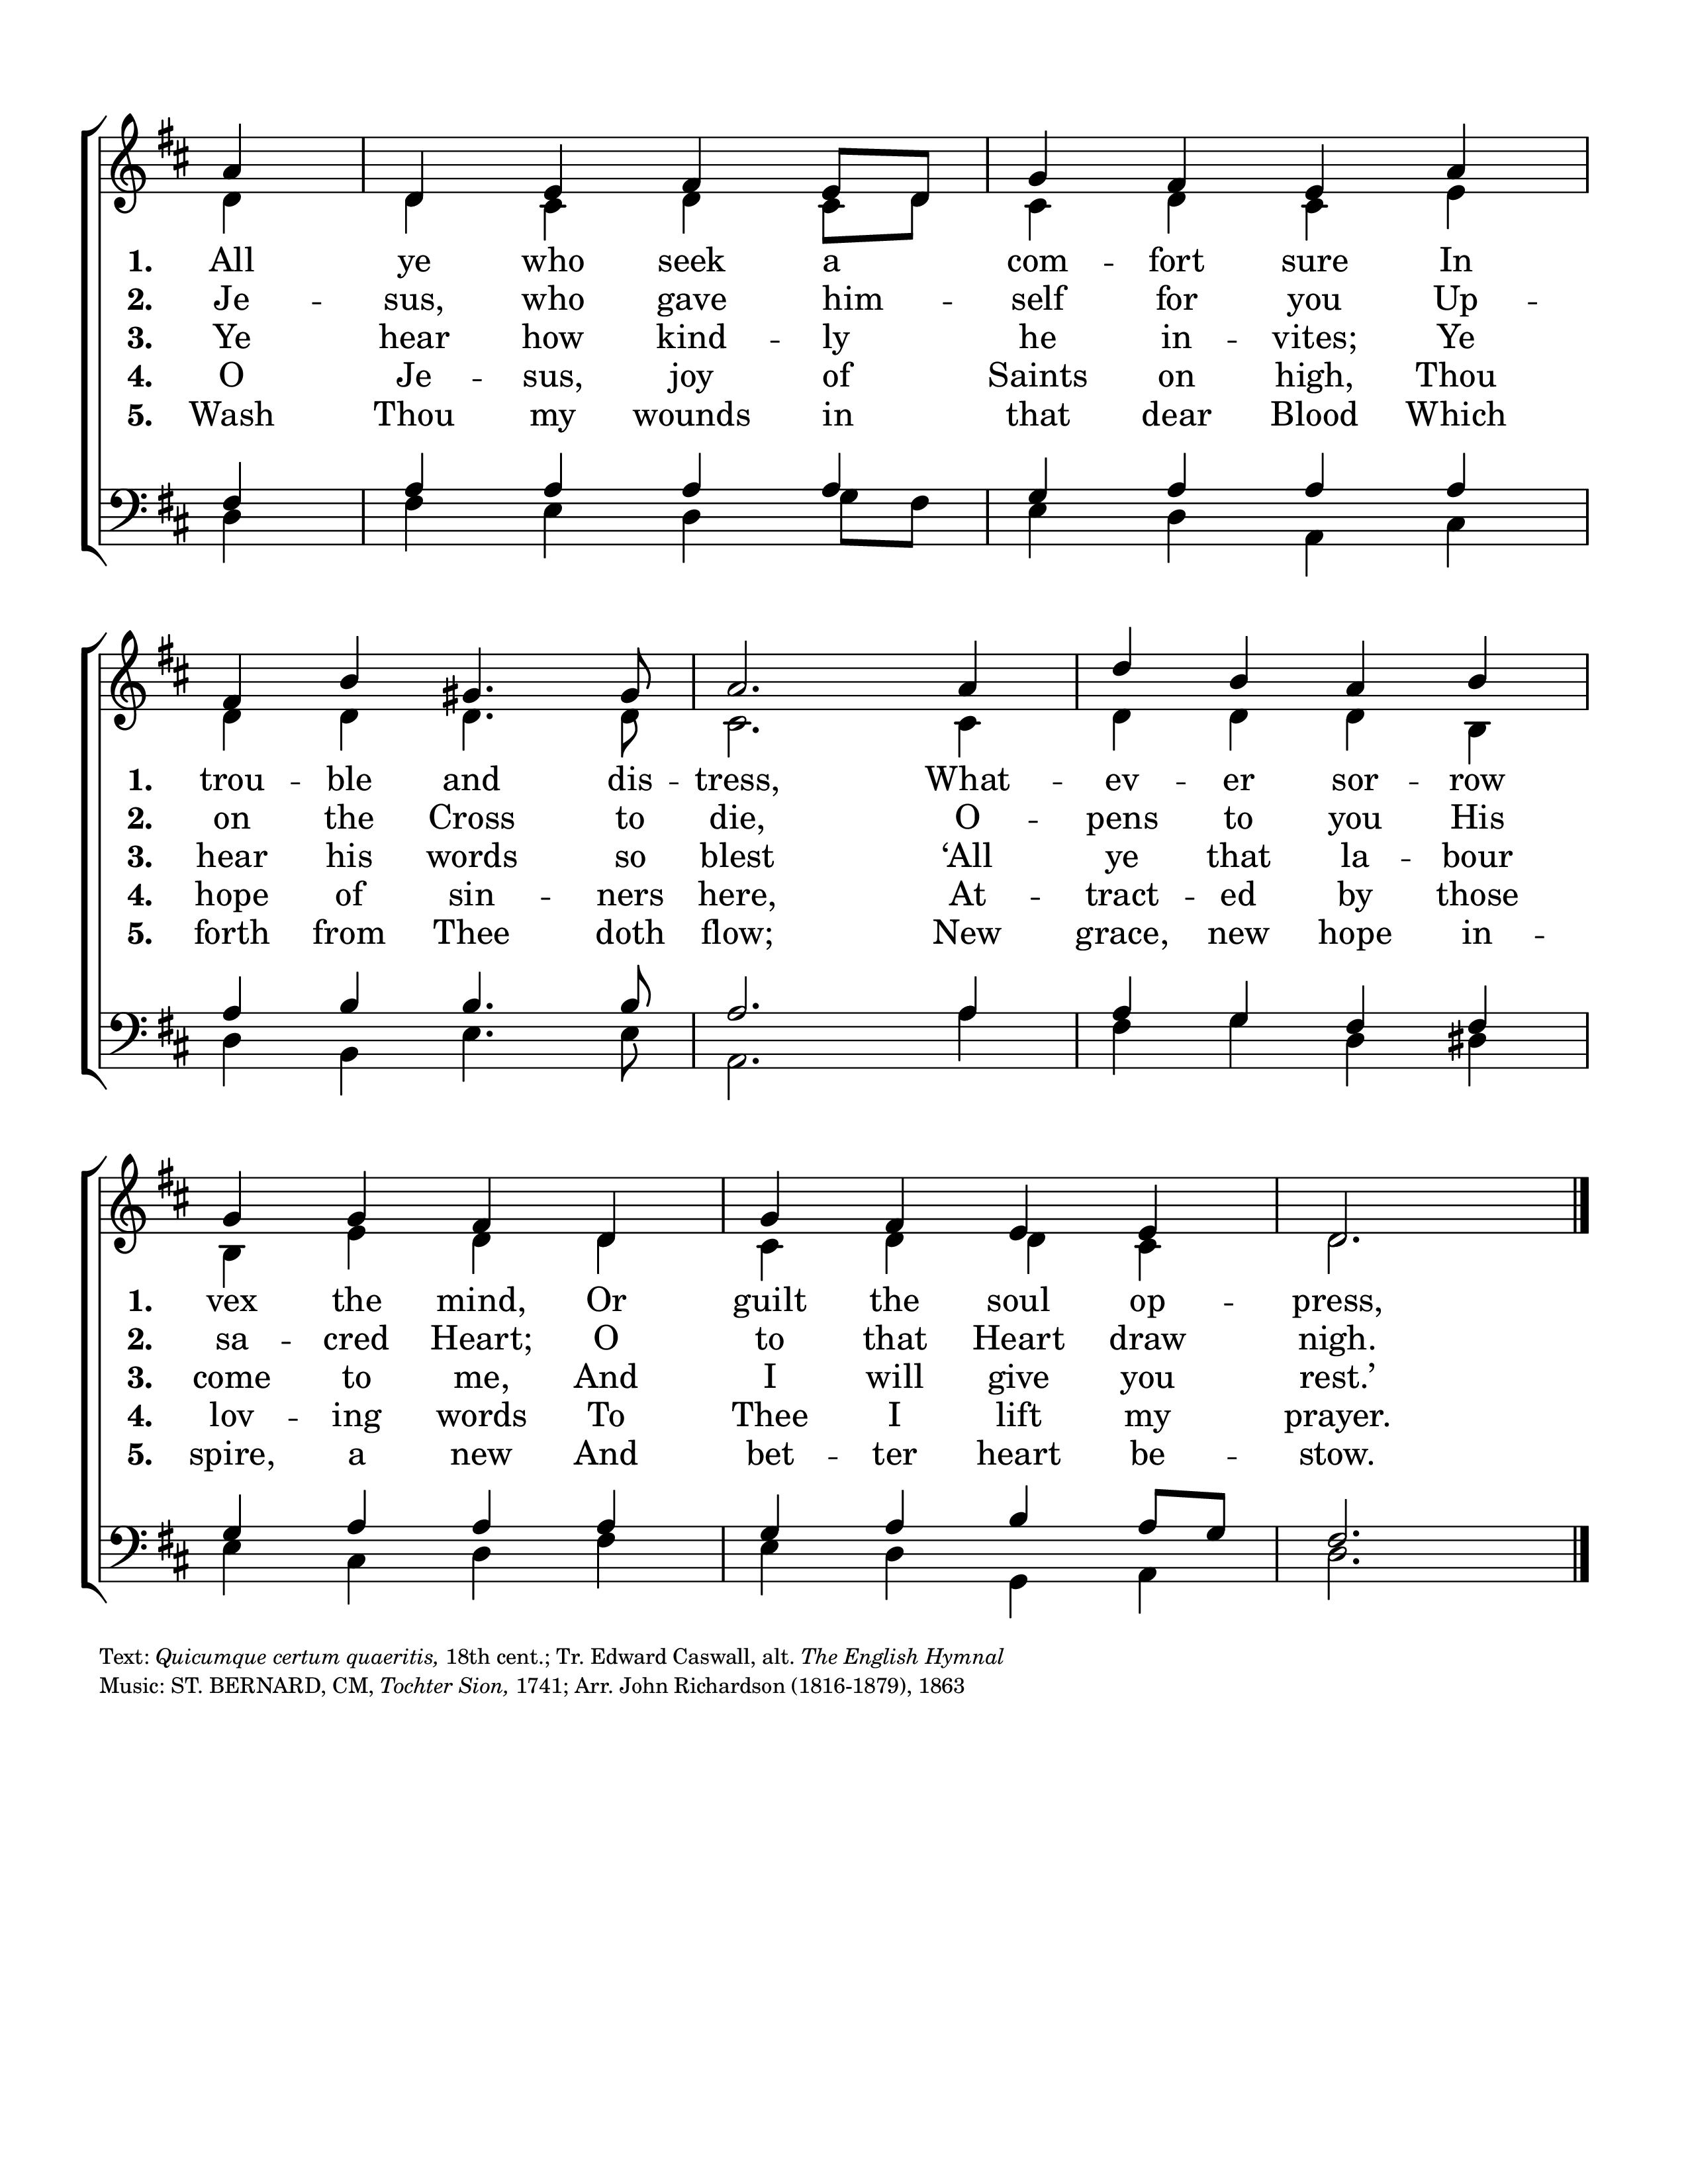 1. All ye who seek a com -- fort sure In
2. Je -- sus, who gave him -- self for you Up --
3. Ye hear how kind -- ly he in -- vites; Ye
4. O Je -- sus, joy of Saints on high, Thou
5. Wash Thou my wounds in that dear Blood Which
1. trou -- ble and dis -- tress, What -- ev -- er sor -- row
2. on the Cross to die, O -- pens to you His
3. hear his words so blest ‘All ye that la -- bour
4. hope of sin -- ners here, At -- tract -- ed by those
5. forth from Thee doth flow; New grace, new hope in --
1. vex the mind, Or guilt the soul op -- press,
2. sa -- cred Heart; O to that Heart draw nigh.
3. come to me, And I will give you rest.’
4. lov -- ing words To Thee I lift my prayer.
5. spire, a new And bet -- ter heart be -- stow.
Text: Quicumque certum quaeritis, 18th cent.; Tr. Edward Caswall, alt. The English Hymnal
Music: ST. BERNARD, CM, Tochter Sion, 1741; Arr. John Richardson (1816-1879), 1863